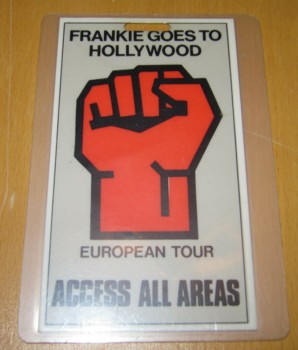 FRANKIE GOES TO
HOLLYWOOD
EUROPEAN TOUR
ACCESS ALL AREAS